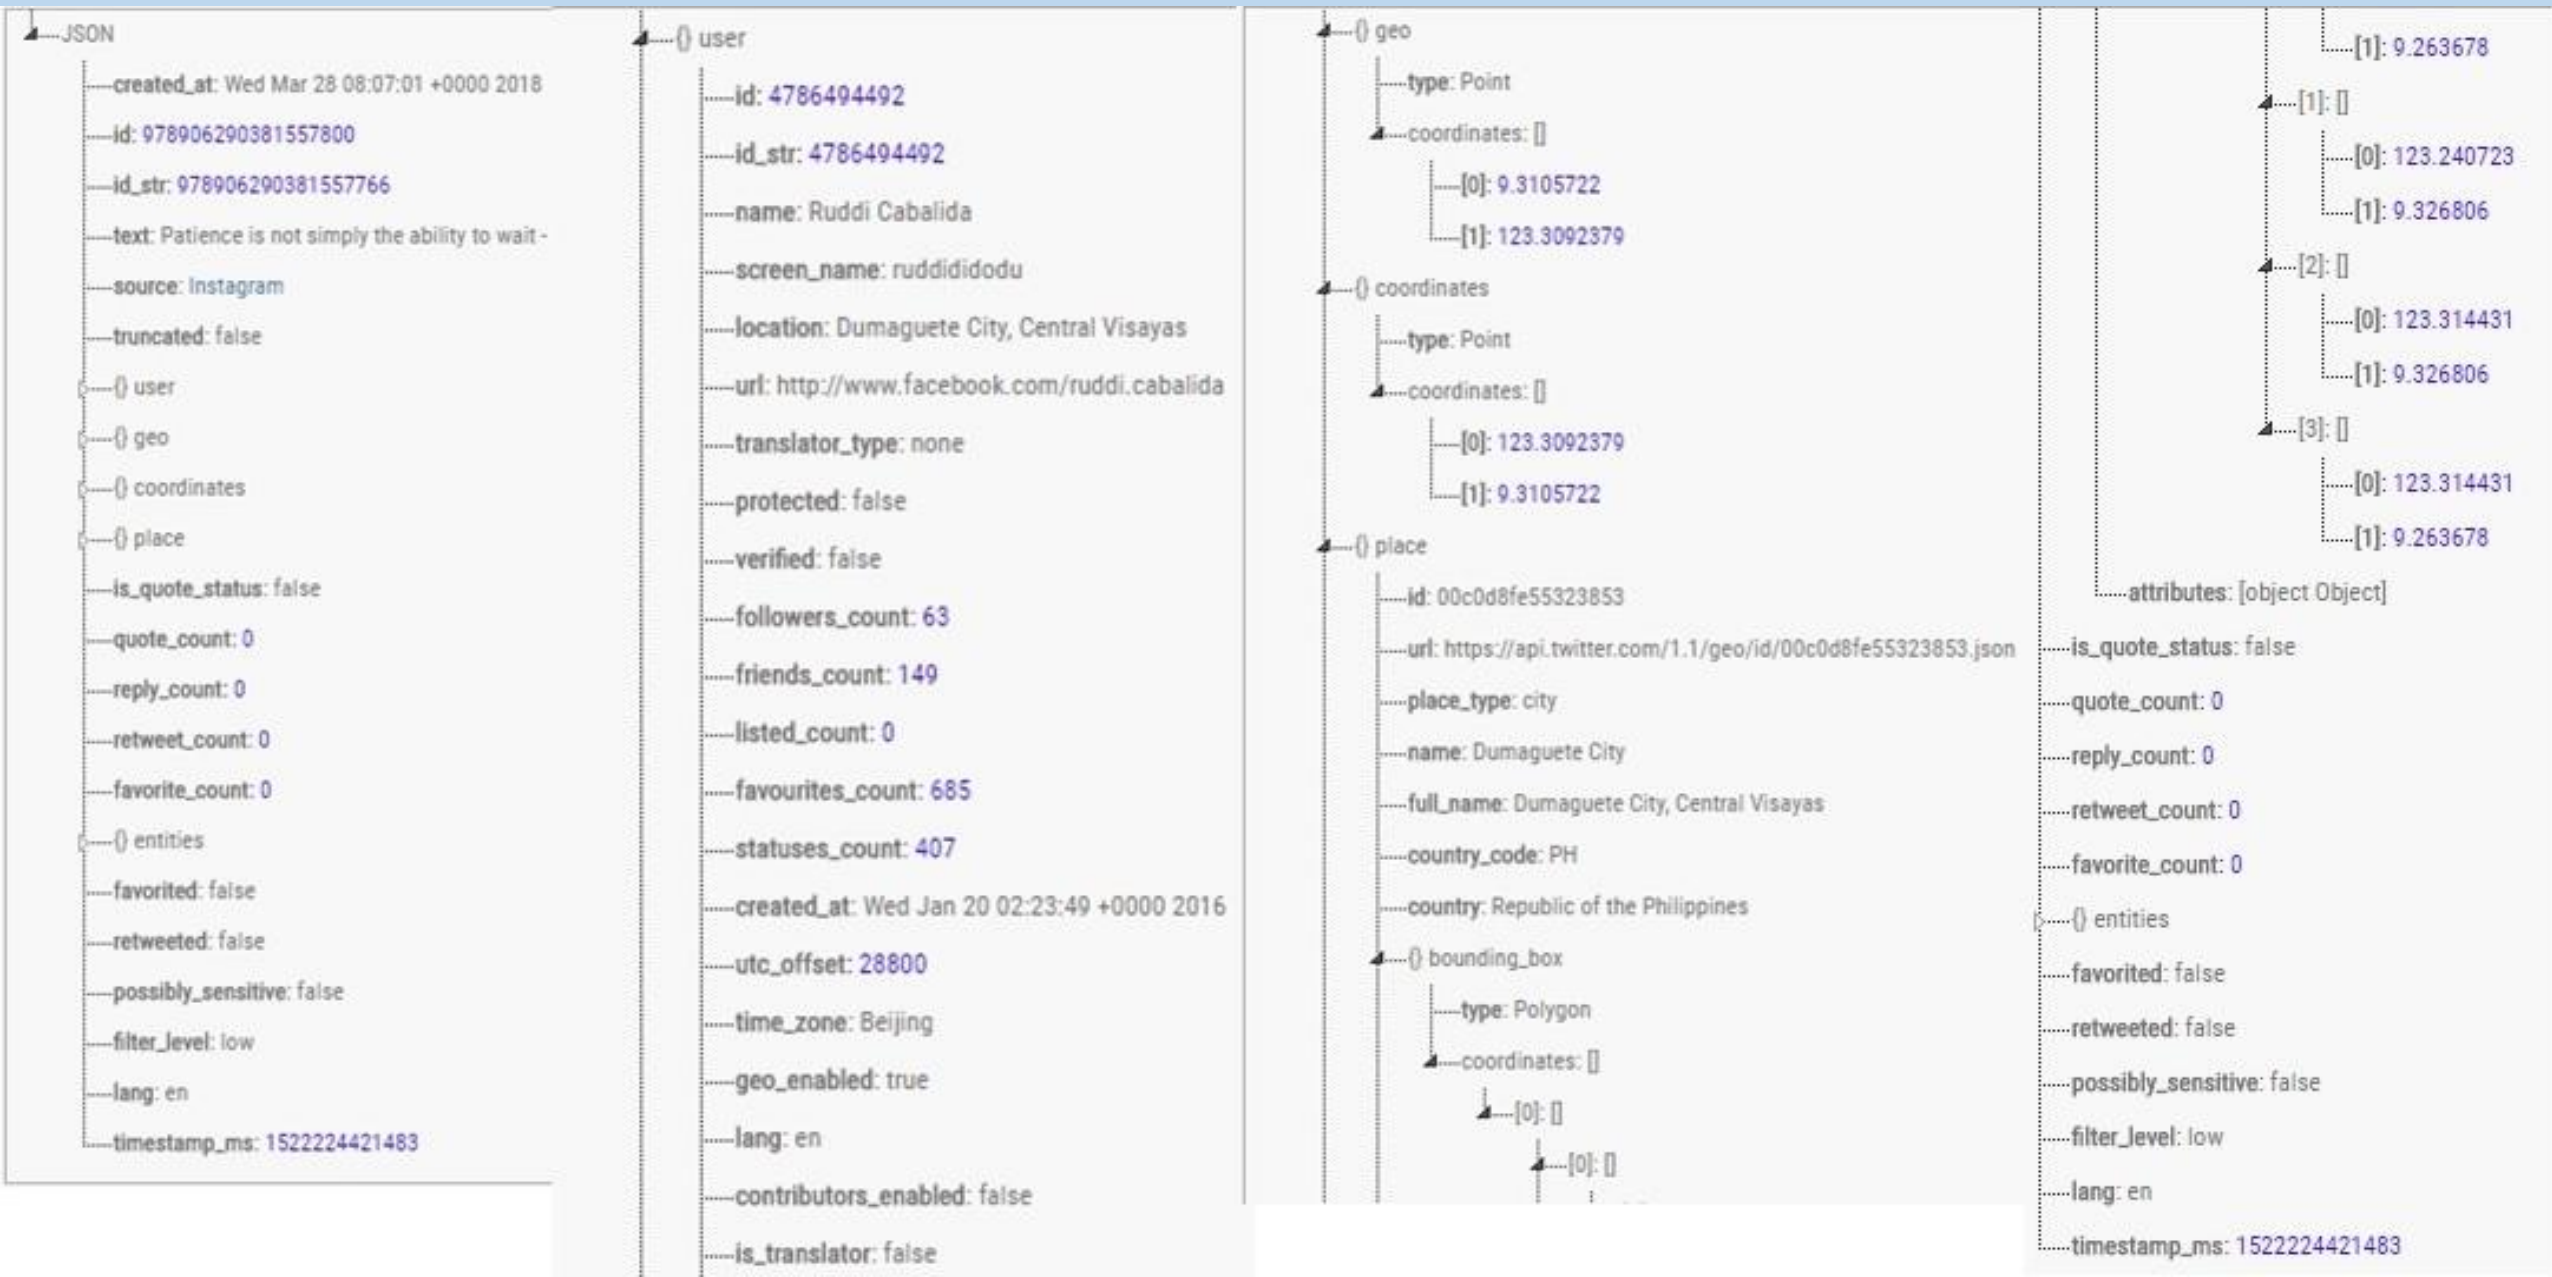 JSON
created_at: Wed Mar 28 08:07:01 +0000 2018
id: 978906290381557800
id_str: 978906290381557766
text: Patience is not simply the ability to wait -
source: Instagram
truncated: false
{} user
{} geo
{} coordinates
{} place
is_quote_status: false
quote_count: 0
reply_count: 0
retweet_count: 0
favorite_count: 0
{} entities
favorited: false
retweeted: false
possibly_sensitive: false
filter_level: low
lang: en
timestamp_ms: 1522224421483
{} user
id: 4786494492
id_str: 4786494492
name: Ruddi Cabalida
screen_name: ruddididodu
location: Dumaguete City, Central Visayas
url: http://www.facebook.com/ruddi.cabalida
translator_type: none
protected: false
verified: false
followers_count: 63
friends_count: 149
listed_count: 0
favourites_count: 685
statuses_count: 407
created_at: Wed Jan 20 02:23:49 +0000 2016
utc_offset: 28800
time_zone: Beijing
geo_enabled: true
lang: en
contributors_enabled: false
is_translator: false
{} geo
type: Point
coordinates: []
[0]: 9.3105722
[1]: 123.3092379
{} coordinates
type: Point
coordinates: []
[0]: 123.3092379
[1]: 9.3105722
{} place
id: 00c0d8fe55323853
url: https://api.twitter.com/1.1/geo/id/00c0d8fe55323853.json
place_type: city
name: Dumaguete City
full_name: Dumaguete City, Central Visayas
country_code: PH
country: Republic of the Philippines
{} bounding_box
type: Polygon
coordinates: []
[0]: []
[0]: []
[1]: 9.263678
[1]: []
[0]: 123.240723
[1]: 9.326806
[2]: []
[0]: 123.314431
[1]: 9.326806
[3]: []
[0]: 123.314431
[1]: 9.263678
attributes: [object Object]
is_quote_status: false
quote_count: 0
reply_count: 0
retweet_count: 0
favorite_count: 0
{} entities
favorited: false
retweeted: false
possibly_sensitive: false
filter_level: low
lang: en
timestamp_ms: 1522224421483